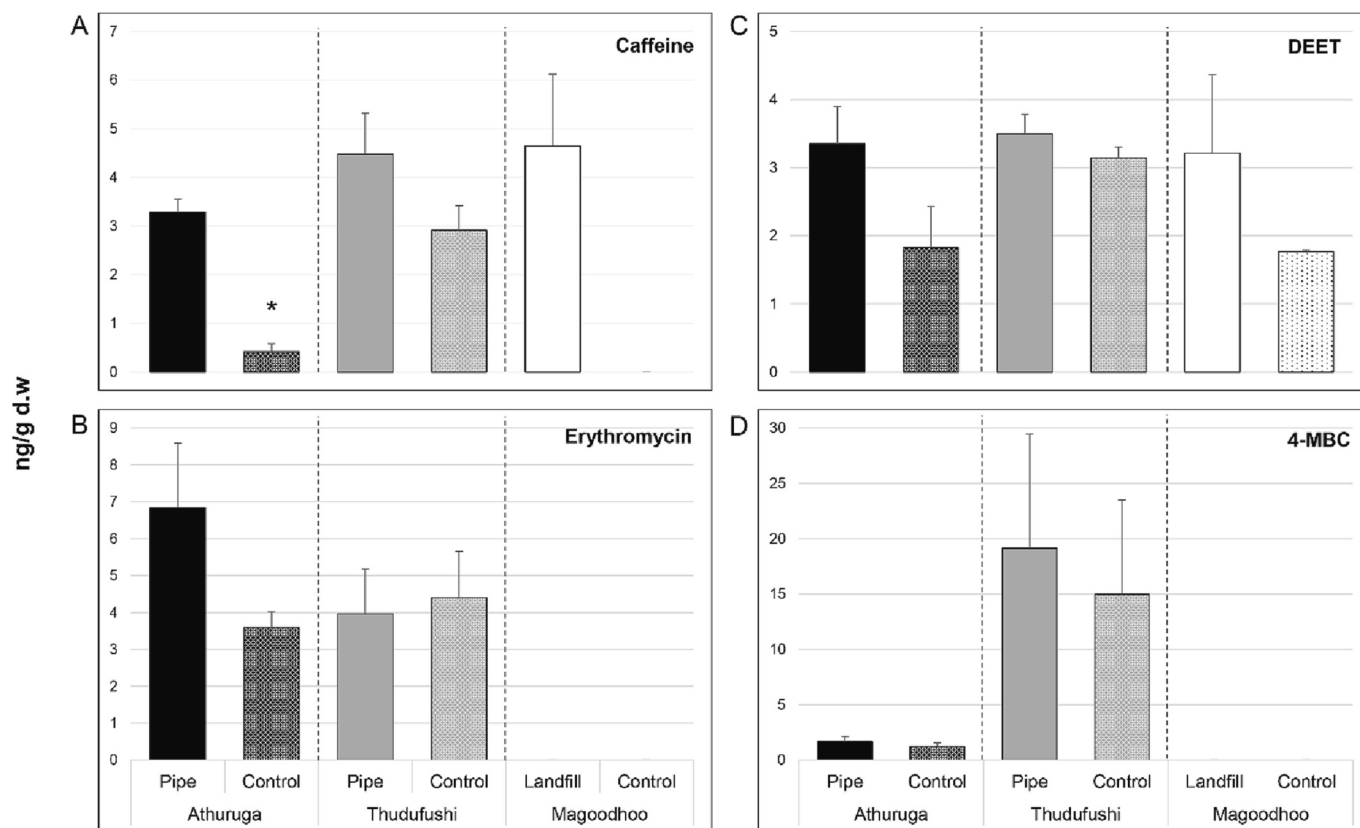 A
Caffeine
7
6
5
4
3
2
1
0
*
C
DEET
5
4
3
2
1
0
ng/g d.w
B
Erythromycin
9
8
7
6
5
4
3
2
1
0
Pipe Control Pipe Control Landfill Control
Athuruga Thudufushi Magoodhoo
D
4-MBC
30
25
20
15
10
5
0
Pipe Control Pipe Control Landfill Control
Athuruga Thudufushi Magoodhoo